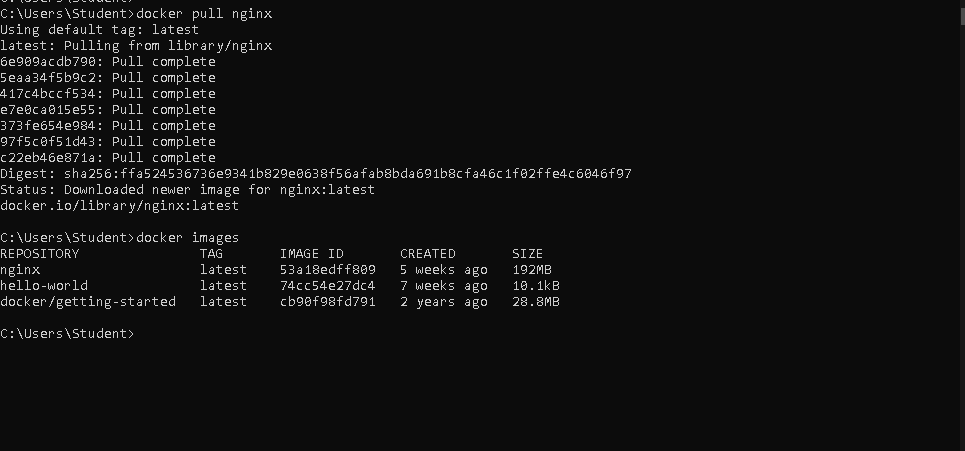 C:\Users\Student>docker pull nginx
Using default tag: latest
latest: Pulling from library/nginx
6e909acdb790: Pull complete
5eaa34f5b9c2: Pull complete
417c4bccf534: Pull complete
e7e0ca015e55: Pull complete
373fe654e984: Pull complete
97f5c0f51d43: Pull complete
c22eb46e871a: Pull complete
Digest: sha256:ffa524536736e9341b829e0638f56afab8bda691b8cfa46c1f02ffe4c6046f97
Status: Downloaded newer image for nginx:latest
docker.io/library/nginx:latest
C:\Users\Student>docker images
REPOSITORY TAG IMAGE ID CREATED SIZE
nginx latest 53a18edff809 5 weeks ago 192MB
hello-world latest 74cc54e27dc4 7 weeks ago 10.1kB
docker/getting-started latest cb90f98fd791 2 years ago 28.8MB
C:\Users\Student>